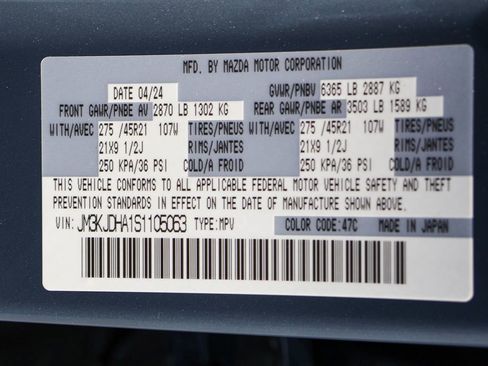 MFD. BY MAZDA MOTOR CORPORATION
DATE 04/24 GVWR/PNBV 6365 LB 2887 KG
FRONT GAWR/PNBE AV 2870 LB 1302 KG REAR GAWR/PNBE AR 3503 LB 1589 KG
WITH/AVEC 275 /45R21 107W TIRES/PNEUS WITH/AVEC 275 /45R21 107W TIRES/PNEUS
21X9 1/2J RIMS/JANTES 21X9 1/2J RIMS/JANTES
250 KPA/36 PSI COLD/A FROID 250 KPA/36 PSI COLD/A FROID
THIS VEHICLE CONFORMS TO ALL APPLICABLE FEDERAL MOTOR VEHICLE SAFETY AND THEFT
PREVENTION STANDARDS IN EFFECT ON THE DATE OF MANUFACTURE SHOWN ABOVE.
VIN: JM3KJDHA1S1105063 TYPE:MPV COLOR CODE: 47C MADE IN JAPAN